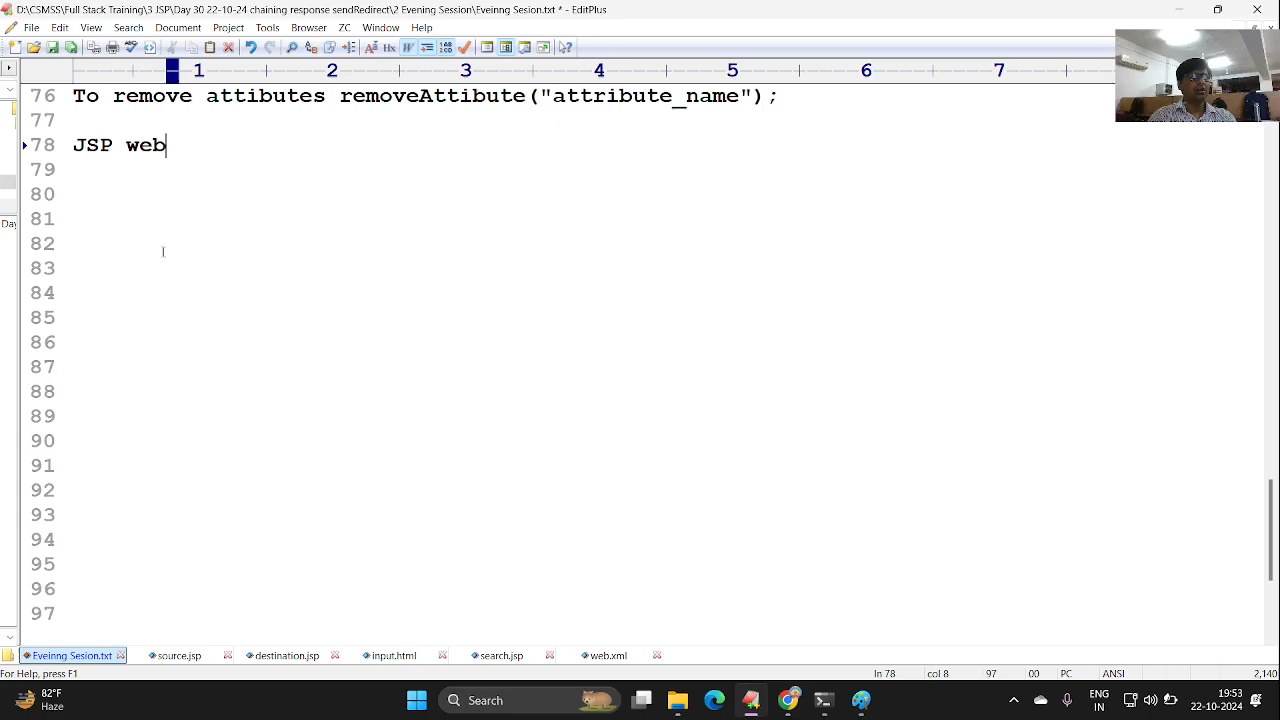 D:\CSMSS\Full Stack Training\3 JSP\Day 30 22-10-24 chaining response sendRedirect\2 Evening Session\Eveinng Sesion.txt * - EditPlus
File Edit View Search Document Project Tools Browser ZC Window Help
1 2 3 4 5 6 7
76 To remove attibutes removeAttibute("attribute_name");
77
78 JSP web
79
80
81
82
83
84
85
86
87
88
89
90
91
92
93
94
95
96
97
Day
Eveinng Sesion.txt source.jsp destination.jsp input.html search.jsp web.xml
For Help, press F1 ln 78 col 8 97 00 PC ANSI 2,140
82°F
Haze
Search
ENG
IN
19:53
22-10-2024